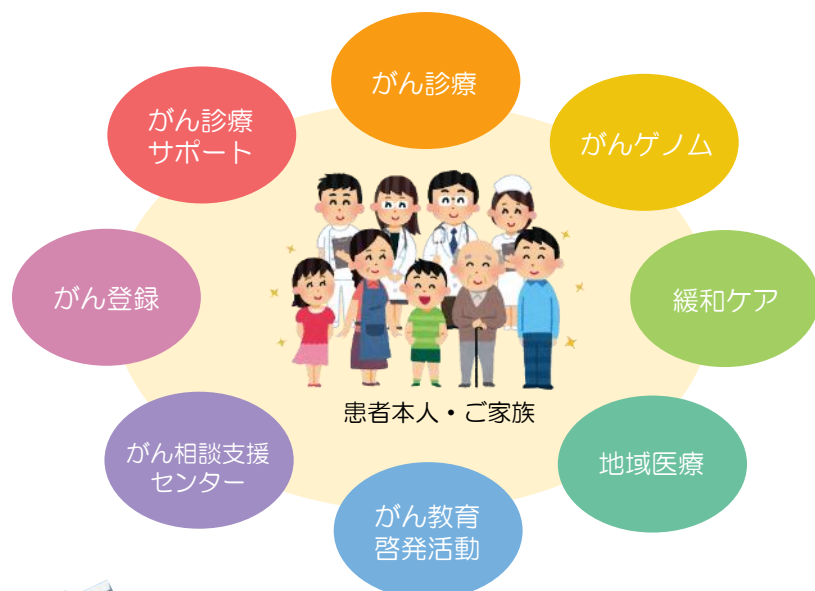 がん診療
がんゲノム
緩和ケア
地域医療
がん教育
啓発活動
がん相談支援
センター
がん登録
がん診療
サポート
患者本人・ご家族